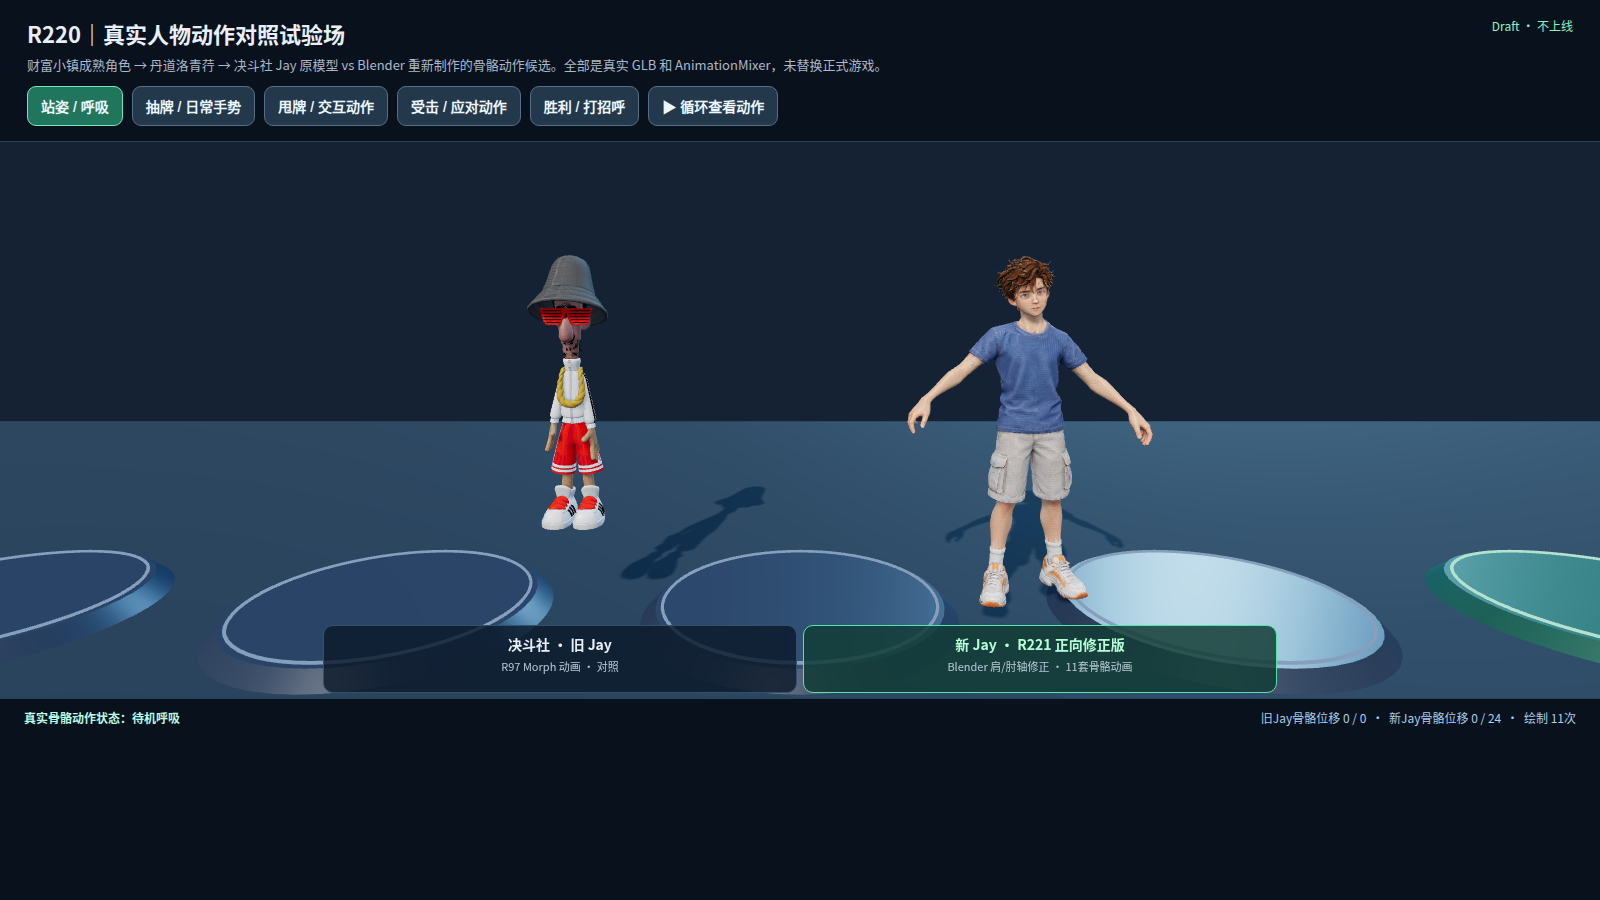 R220｜真实人物动作对照试验场
Draft · 不上线
财富小镇成熟角色 → 丹道洛青荇 → 决斗社 Jay 原模型 vs Blender 重新制作的骨骼动作候选。全部是真实 GLB 和 AnimationMixer，未替换正式游戏。
站姿 / 呼吸
抽牌 / 日常手势
甩牌 / 交互动作
受击 / 应对动作
胜利 / 打招呼
▶ 循环查看动作
决斗社 · 旧 Jay
R97 Morph 动画 · 对照
新 Jay · R221 正向修正版
Blender 肩/肘轴修正 · 11套骨骼动画
真实骨骼动作状态：待机呼吸
旧Jay骨骼位移 0 / 0 · 新Jay骨骼位移 0 / 24 · 绘制 11次